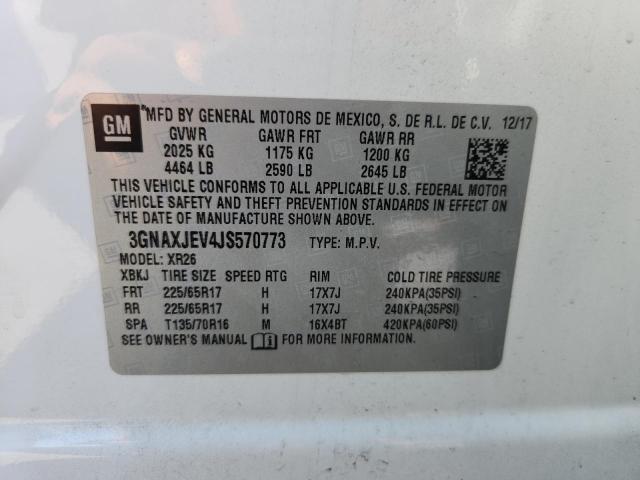 GM
*MFD BY GENERAL MOTORS DE MEXICO, S. DE R.L. DE C.V. 12/17
GVWR GAWR FRT GAWR RR
2025 KG 1175 KG 1200 KG
4464 LB 2590 LB 2645 LB
THIS VEHICLE CONFORMS TO ALL APPLICABLE U.S. FEDERAL MOTOR
VEHICLE SAFETY AND THEFT PREVENTION STANDARDS IN EFFECT ON
THE DATE OF MANUFACTURE SHOWN ABOVE.
3GNAXJEV4JS570773 TYPE: M.P.V.
MODEL: XR26
XBKJ TIRE SIZE SPEED RTG RIM COLD TIRE PRESSURE
FRT 225/65R17 H 17X7J 240KPA(35PSI)
RR 225/65R17 H 17X7J 240KPA(35PSI)
SPA T135/70R16 M 16X4BT 420KPA(60PSI)
SEE OWNER'S MANUAL FOR MORE INFORMATION.